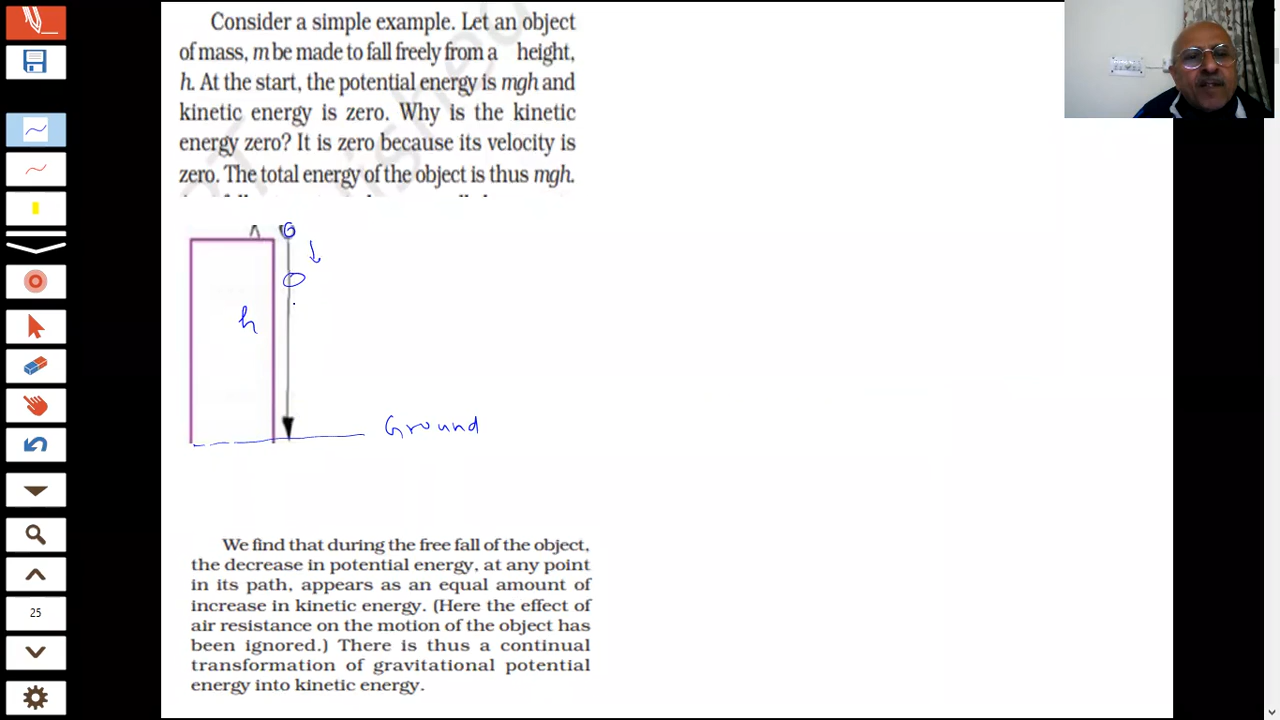 Consider a simple example. Let an object
of mass, m be made to fall freely from a height,
h. At the start, the potential energy is mgh and
kinetic energy is zero. Why is the kinetic
energy zero? It is zero because its velocity is
zero. The total energy of the object is thus mgh.
h
Ground
We find that during the free fall of the object,
the decrease in potential energy, at any point
in its path, appears as an equal amount of
increase in kinetic energy. (Here the effect of
air resistance on the motion of the object has
been ignored.) There is thus a continual
transformation of gravitational potential
energy into kinetic energy.
25